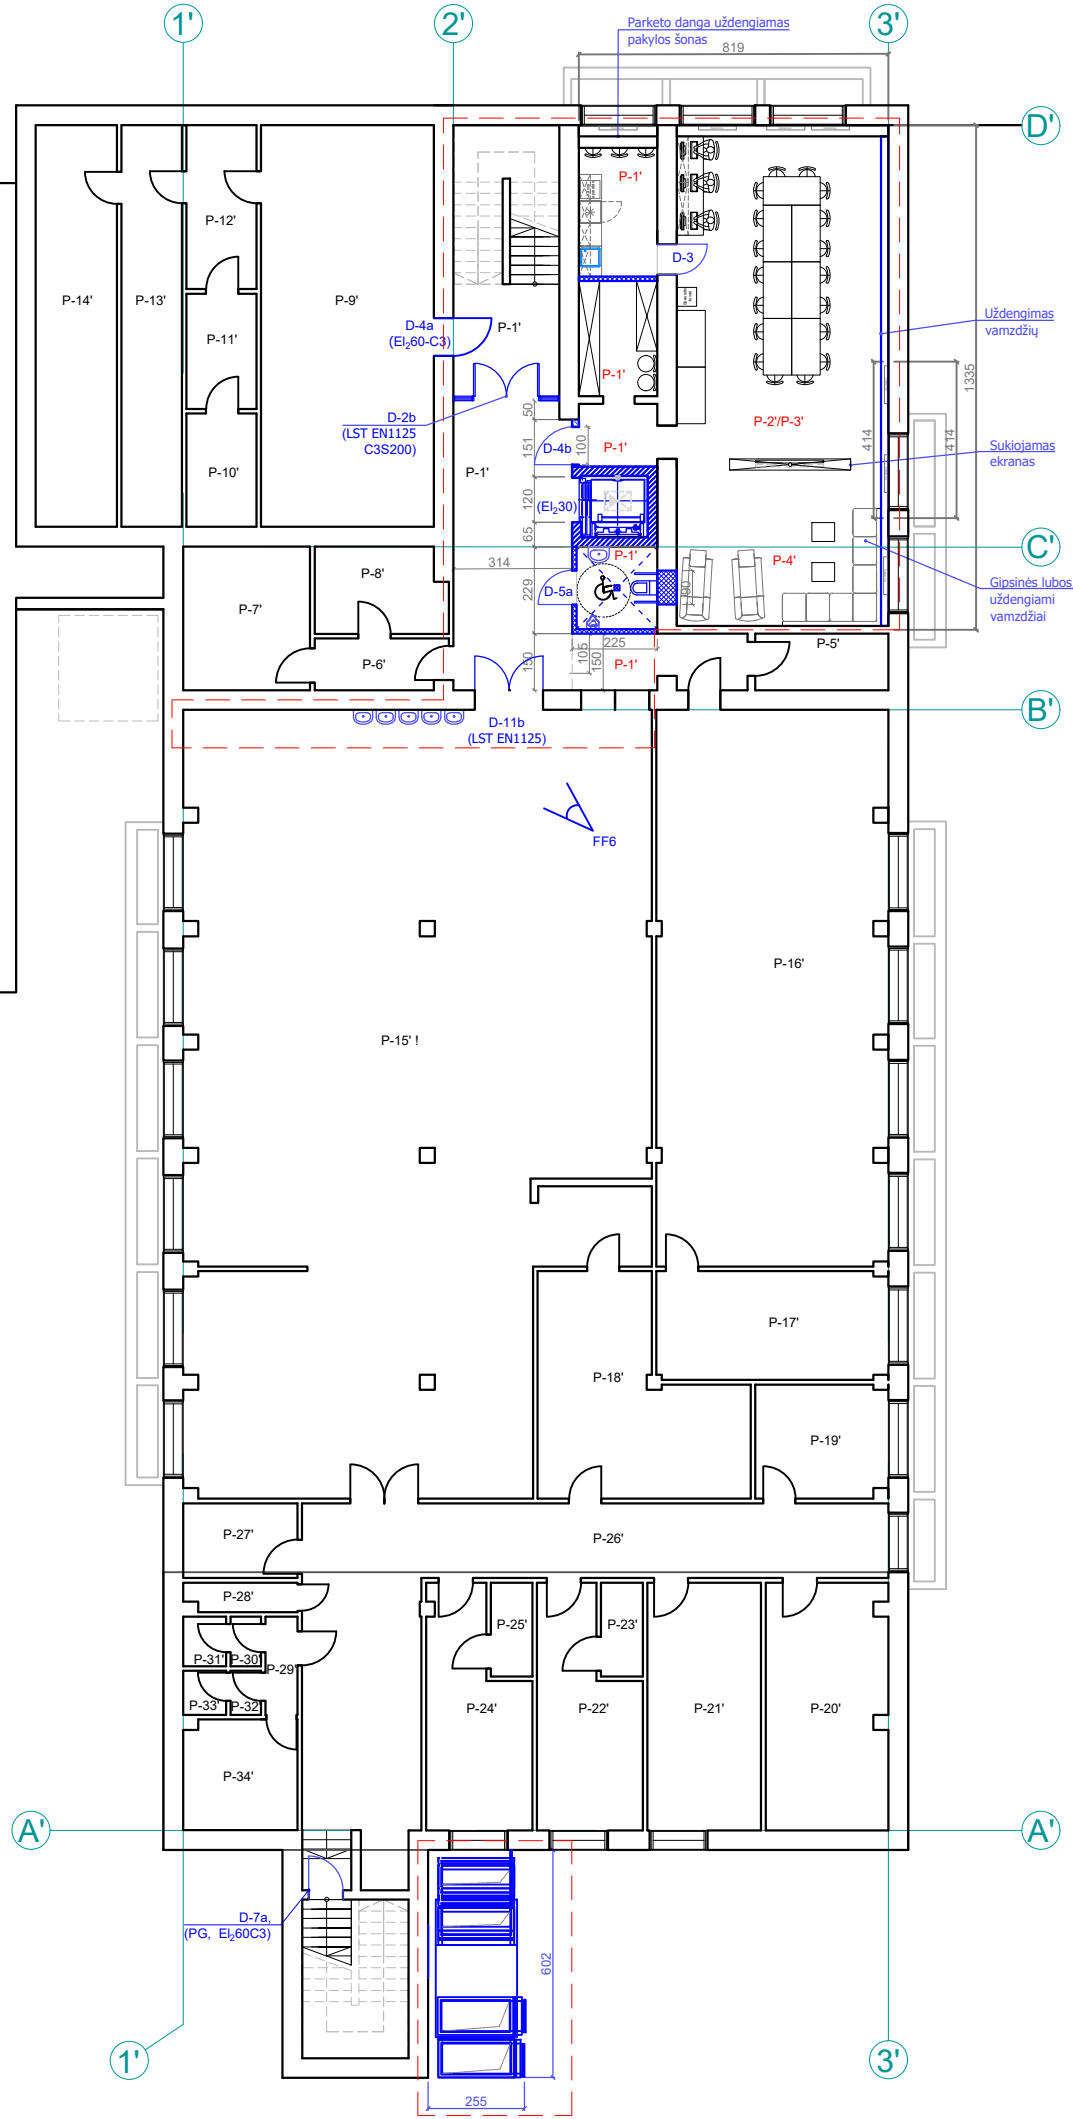 1'
2'
3'
Parketo danga uždengiamas
pakylos šonas
819
D'
P-1'
P-12'
D-3
P-14'
P-13'
P-9'
P-11'
D-4a
(EI₂60-C3)
P-1'
Uždengimas
vamzdžių
1335
P-1'
50
D-2b
(LST EN1125
C3S200)
P-2'/P-3'
414
414
151
D-4b
100
P-1'
Sukiojamas
ekranas
P-10'
P-1'
120
(EI₂30)
65
C'
314
P-1'
P-4'
P-8'
229
D-5a
190
Gipsinės lubos,
uždengiami
vamzdžiai
P-7'
P-6'
225
P-5'
150
105
150
P-1'
B'
D-11b
(LST EN1125)
FF6
P-16'
P-15' !
P-17'
P-18'
P-19'
P-27'
P-26'
P-28'
P-25'
P-23'
P-31'
P-30'
P-29'
P-33'
P-32'
P-24'
P-22'
P-21'
P-20'
P-34'
A'
A'
D-7a,
(PG, EI₂60C3)
602
1'
3'
255